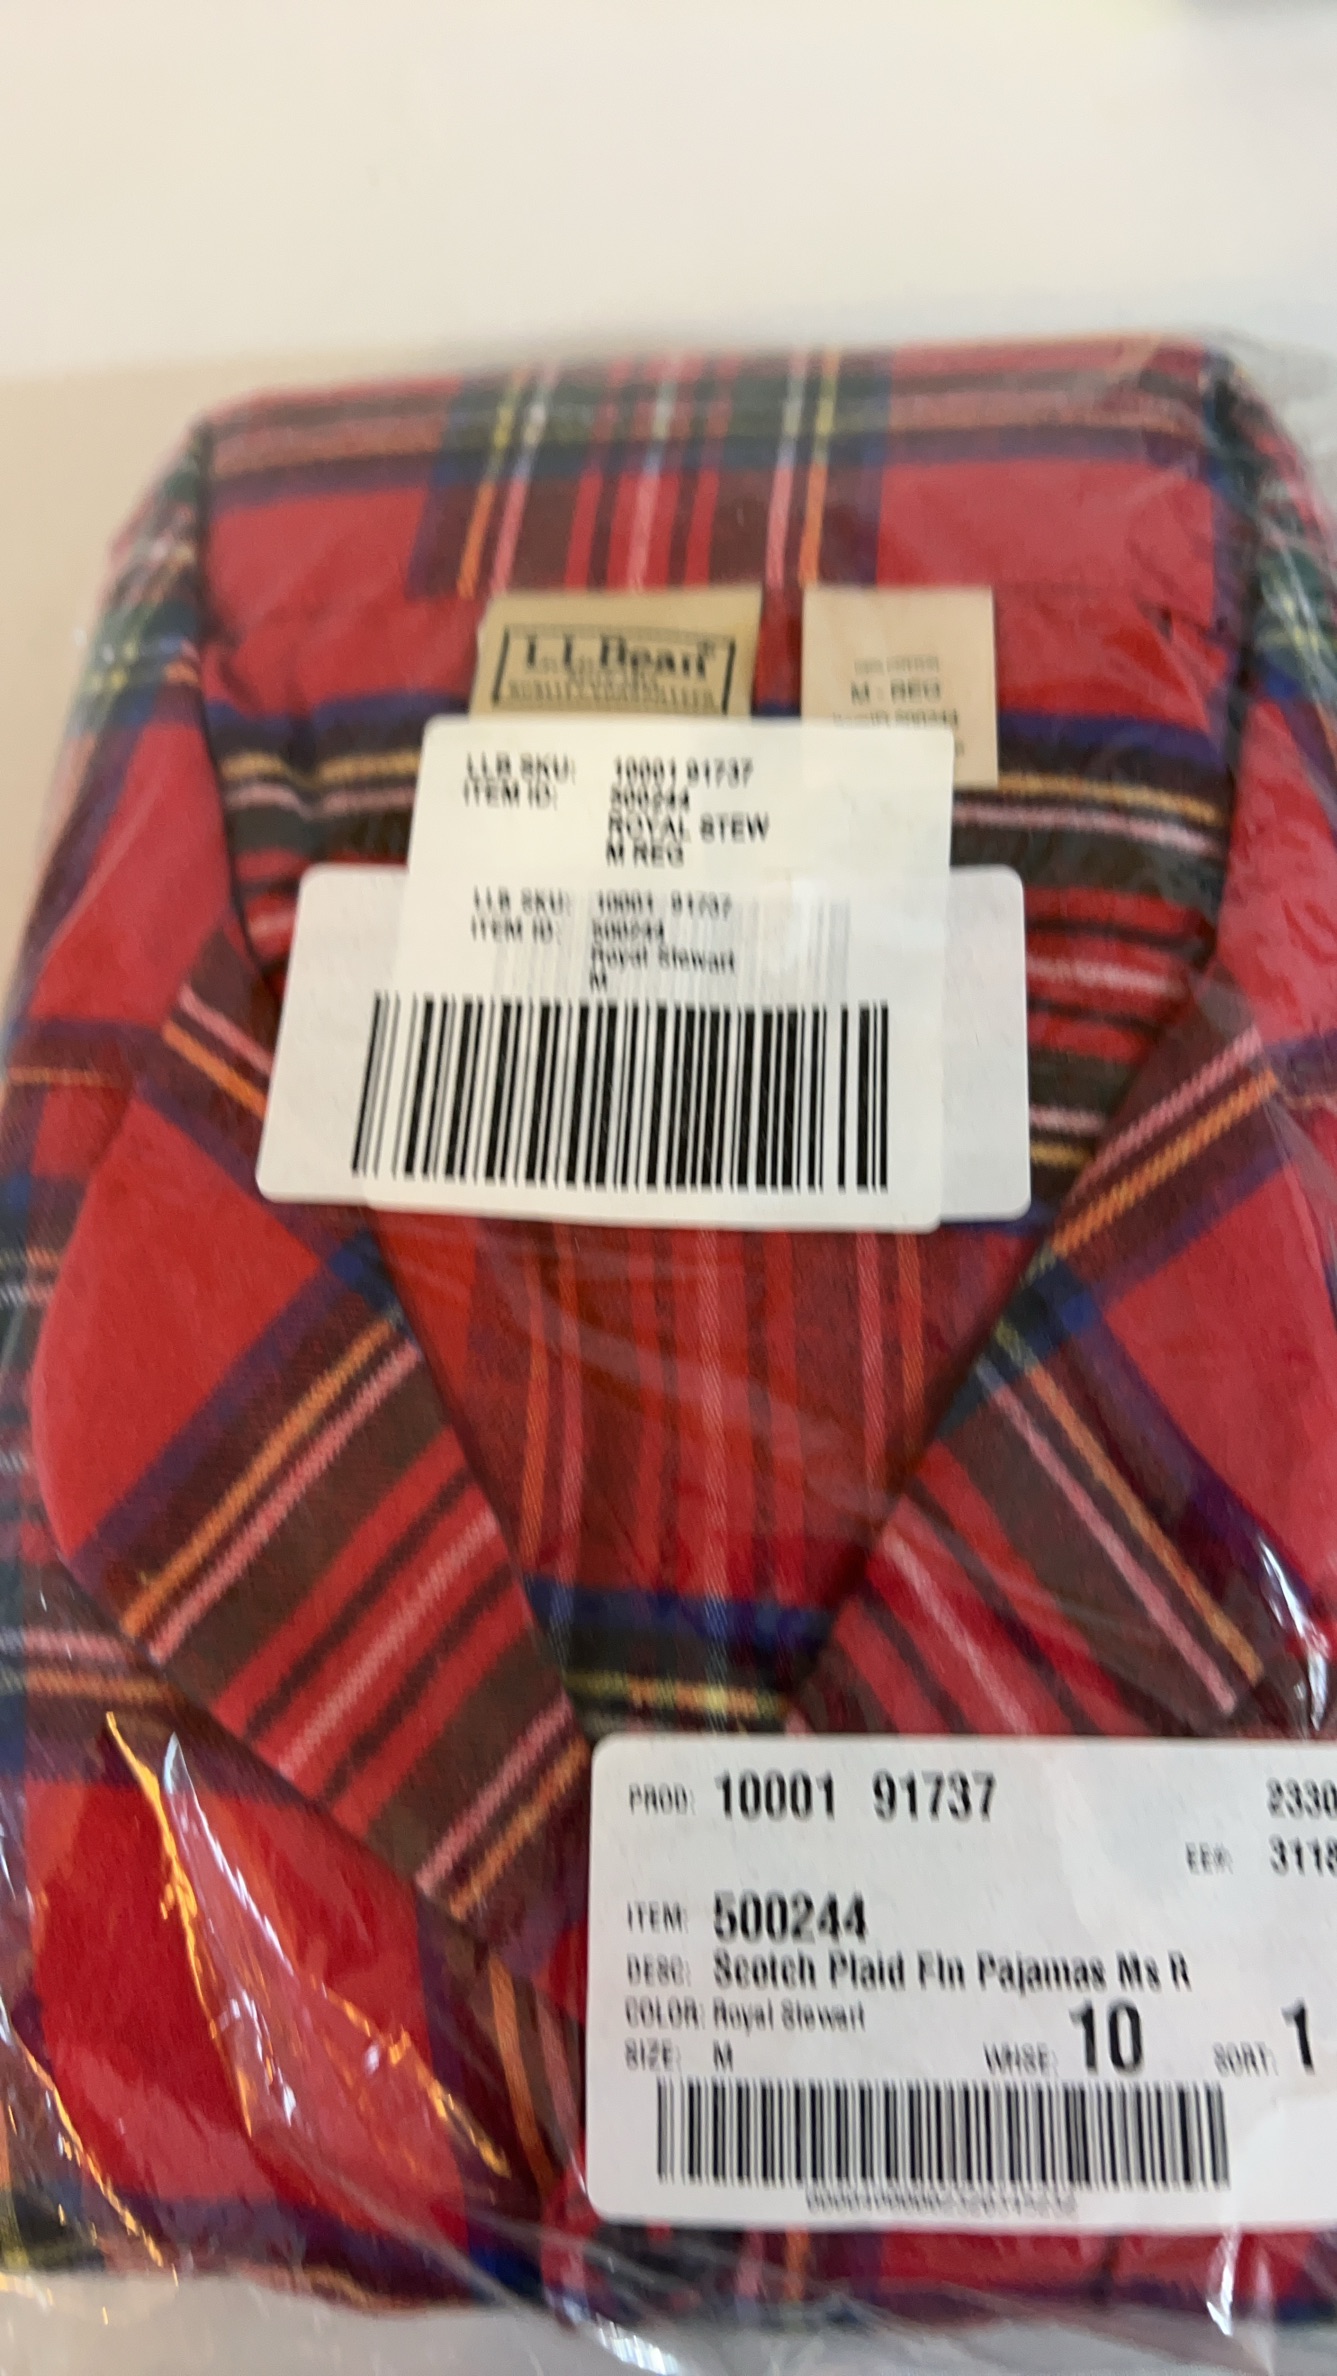 L.L.Bean®
M - REG
LLB SKU: 10001 91737
ITEM ID: 500244
ROYAL STEW
M REG
LLB SKU: 10001 91737
ITEM ID: 500244
Royal Stewart
M
PROD: 10001 91737 2330
EE#: 3118
ITEM: 500244
DESC: Scotch Plaid Fln Pajamas Ms R
COLOR: Royal Stewart
SIZE: M WHSE: 10 SORT: 1